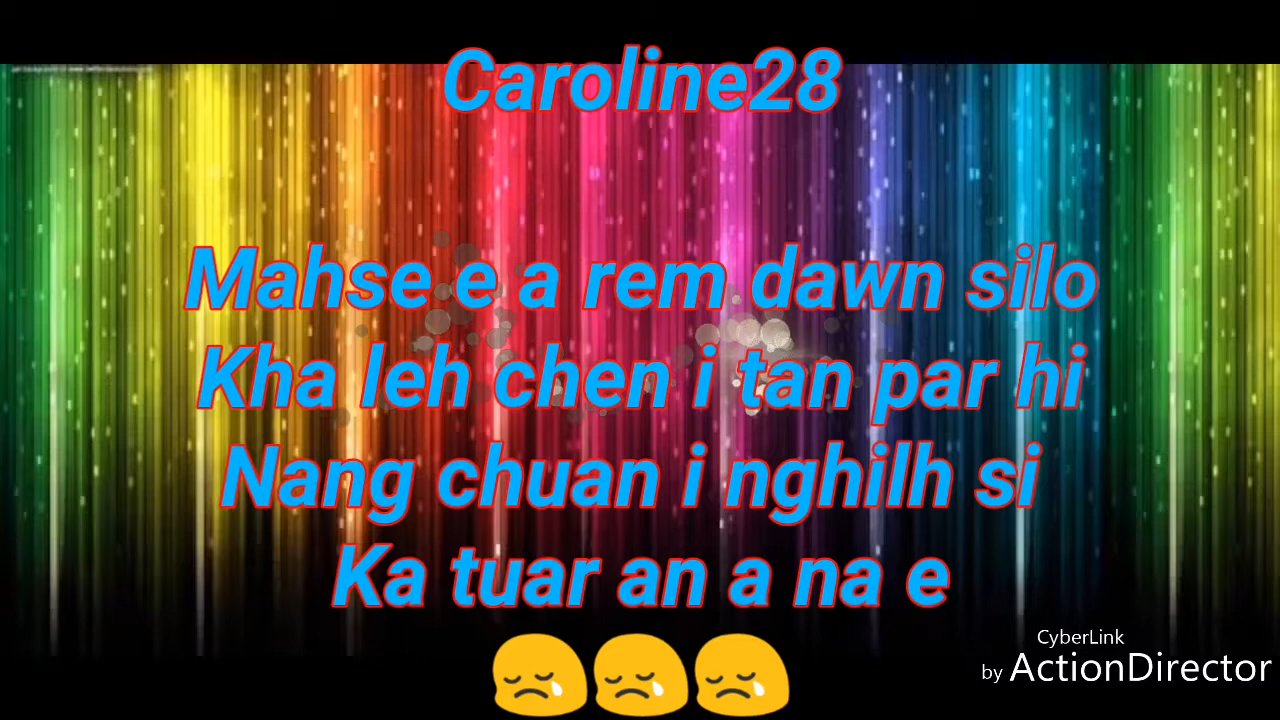 Caroline28
Mahse e a rem dawn silo
Kha leh chen i tan par hi
Nang chuan i nghilh si
Ka tuar an a na e
😢😢😢
CyberLink
by ActionDirector